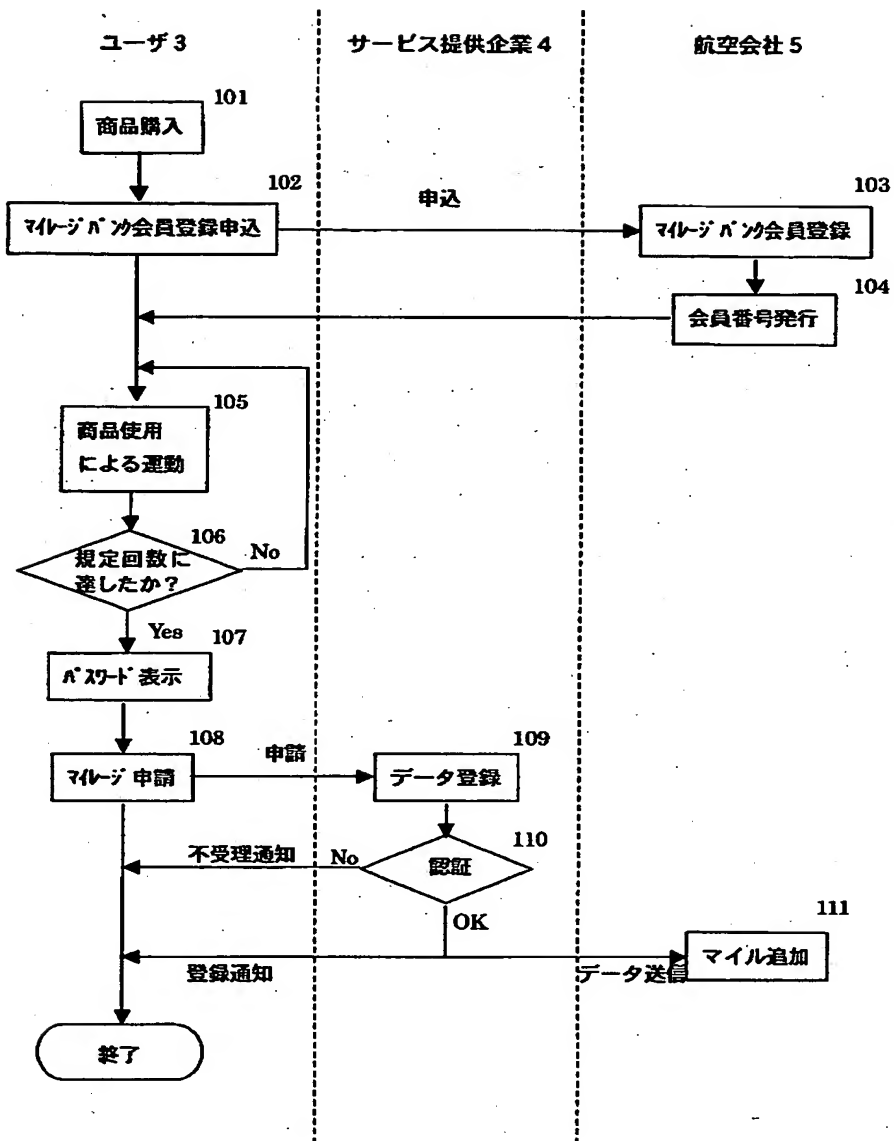 ユーザ 3
サービス提供企業 4
航空会社 5
101
商品購入
102
ﾏｲﾚｰｼﾞﾊﾞﾝｸ会員登録申込
申込
103
ﾏｲﾚｰｼﾞﾊﾞﾝｸ会員登録
104
会員番号発行
105
商品使用
による運動
106
規定回数に
達したか？
No
Yes
107
ﾊﾟｽﾜｰﾄﾞ表示
108
ﾏｲﾚｰｼﾞ申請
申請
109
データ登録
110
認証
No
不受理通知
OK
登録通知
データ送信
111
マイル追加
終了